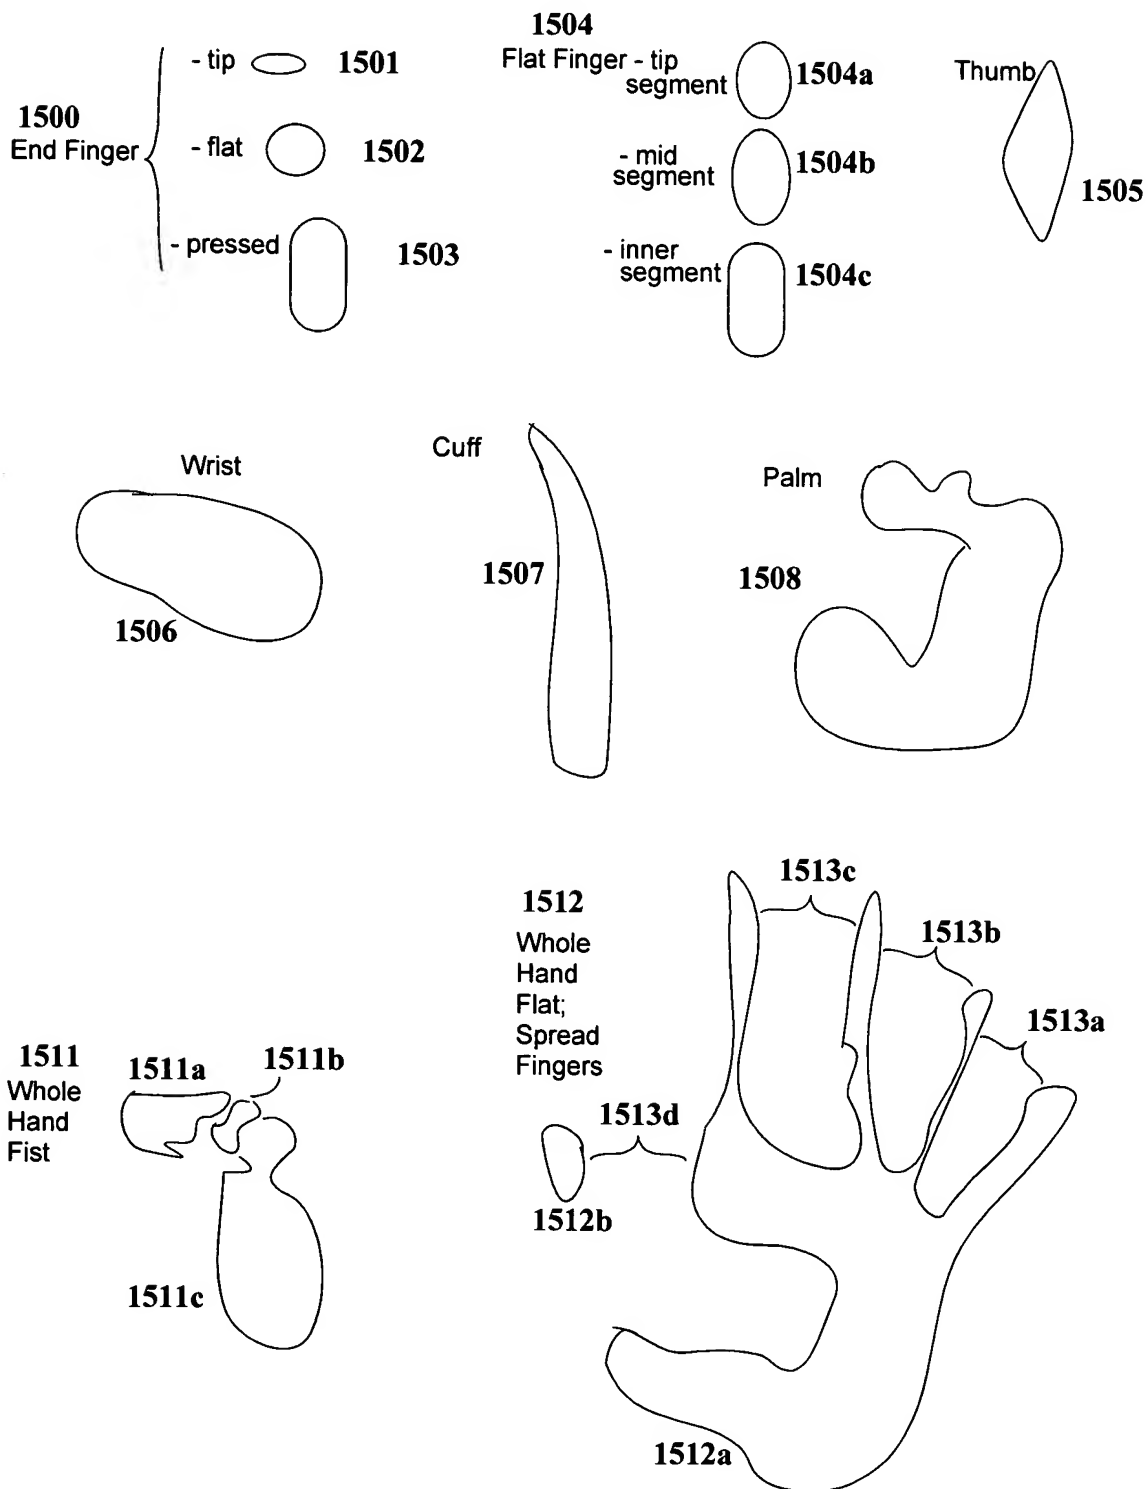 1500
End Finger
- tip 1501
- flat 1502
- pressed 1503
1504
Flat Finger - tip
segment 1504a
- mid
segment 1504b
- inner
segment 1504c
Thumb
1505
Wrist
1506
Cuff
1507
Palm
1508
1511
Whole
Hand
Fist
1511a
1511b
1511c
1512
Whole
Hand
Flat;
Spread
Fingers
1513c
1513b
1513a
1513d
1512b
1512a